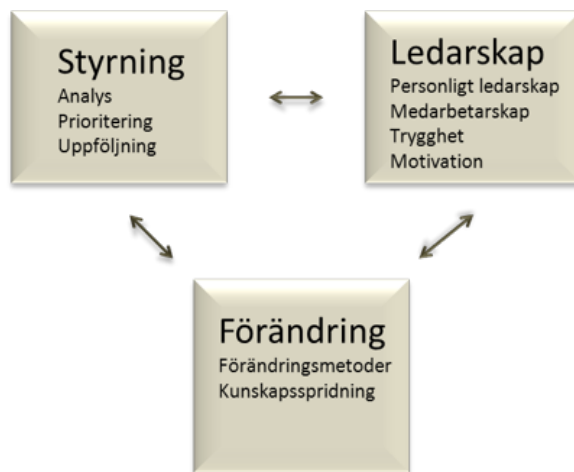 Styrning
Analys
Prioritering
Uppföljning
Ledarskap
Personligt ledarskap
Medarbetarskap
Trygghet
Motivation
Förändring
Förändringsmetoder
Kunskapsspridning